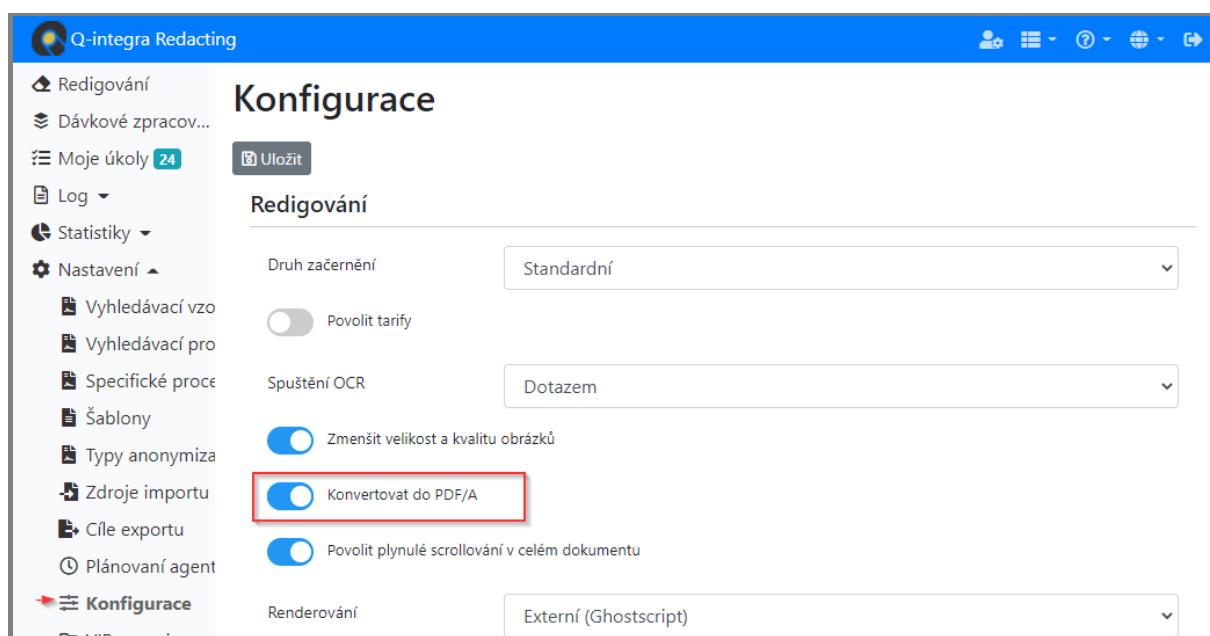 Q-integra Redacting
Redigování
Dávkové zpracov...
Moje úkoly 24
Log
Statistiky
Nastavení
Vyhledávací vzo
Vyhledávací pro
Specifické proce
Šablony
Typy anonymiza
Zdroje importu
Cíle exportu
Plánovaní agent
Konfigurace
Konfigurace
Uložit
Redigování
Druh začernění
Standardní
Povolit tarify
Spuštění OCR
Dotazem
Zmenšit velikost a kvalitu obrázků
Konvertovat do PDF/A
Povolit plynulé scrollování v celém dokumentu
Renderování
Externí (Ghostscript)